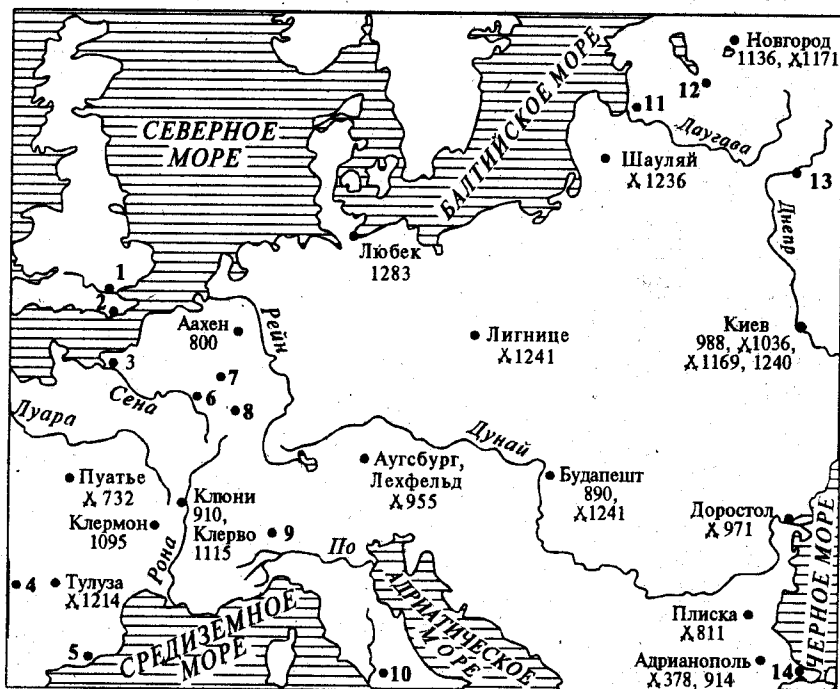 Новгород
1136, 1171
12
11
Даугава
СЕВЕРНОЕ
МОРЕ
БАЛТИЙСКОЕ МОРЕ
Шауляй
1236
13
Днепр
Любек
1283
1
2
Аахен
800
Рейн
Лигнице
1241
Киев
988, 1036,
1169, 1240
3
7
Сена
6
8
Луара
Дунай
Пуатье
732
Аугсбург,
Лехфельд
955
Будапешт
890,
1241
Клюни
910,
Клерво
1115
Клермон
1095
Доростол
971
9
По
Рона
4
Тулуза
1214
АДРИАТИЧЕСКОЕ
МОРЕ
СРЕДИЗЕМНОЕ
МОРЕ
ЧЕРНОЕ МОРЕ
Плиска
811
5
10
Адрианополь
378, 914
14